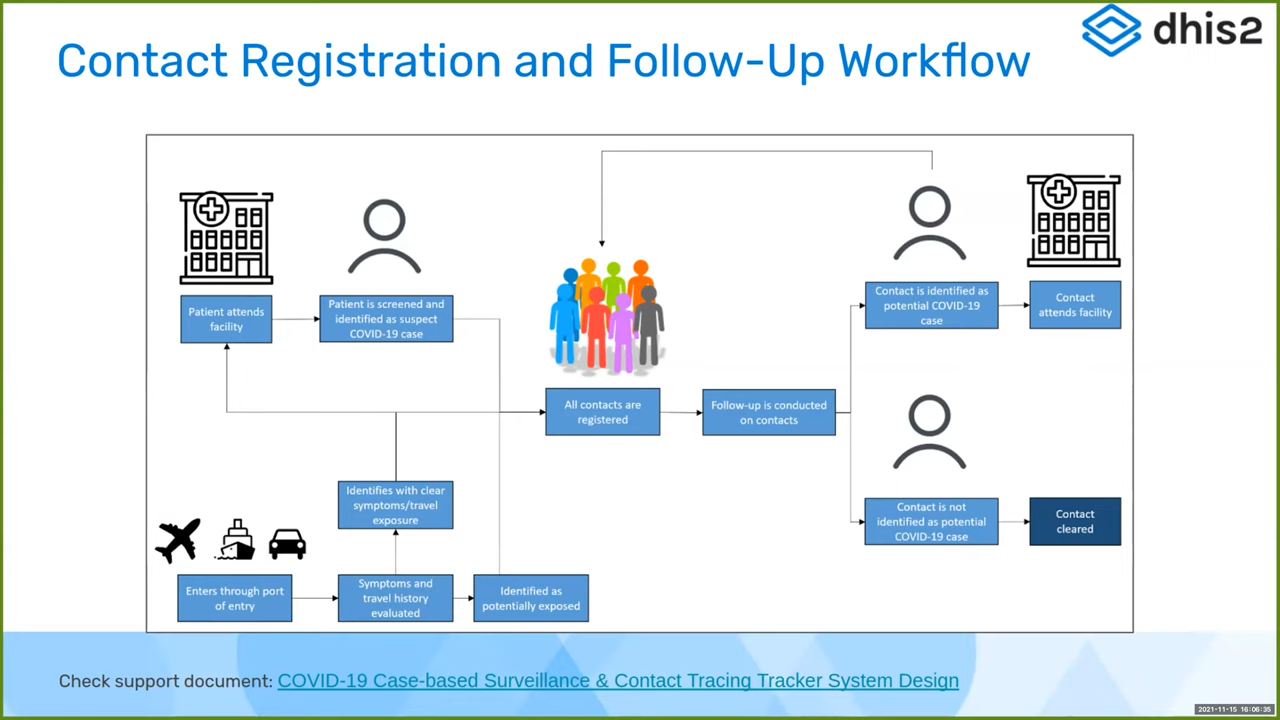 dhis2
Contact Registration and Follow-Up Workflow
Patient attends
facility
Patient is screened and
identified as suspect
COVID-19 case
Contact is identified as
potential COVID-19
case
Contact
attends facility
All contacts are
registered
Follow-up is conducted
on contacts
Identifies with clear
symptoms/travel
exposure
Contact is not
identified as potential
COVID-19 case
Contact
cleared
Enters through port
of entry
Symptoms and
travel history
evaluated
Identified as
potentially exposed
Check support document: COVID-19 Case-based Surveillance & Contact Tracing Tracker System Design
2021-11-15 16:06:35